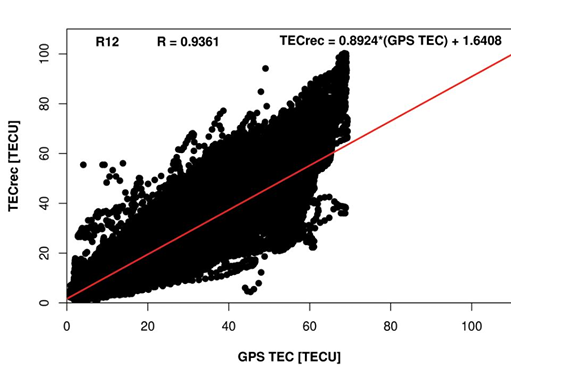 R12 R = 0.9361 TECrec = 0.8924*(GPS TEC) + 1.6408
100
80
60
40
20
0
TECrec [TECU]
0 20 40 60 80 100
GPS TEC [TECU]